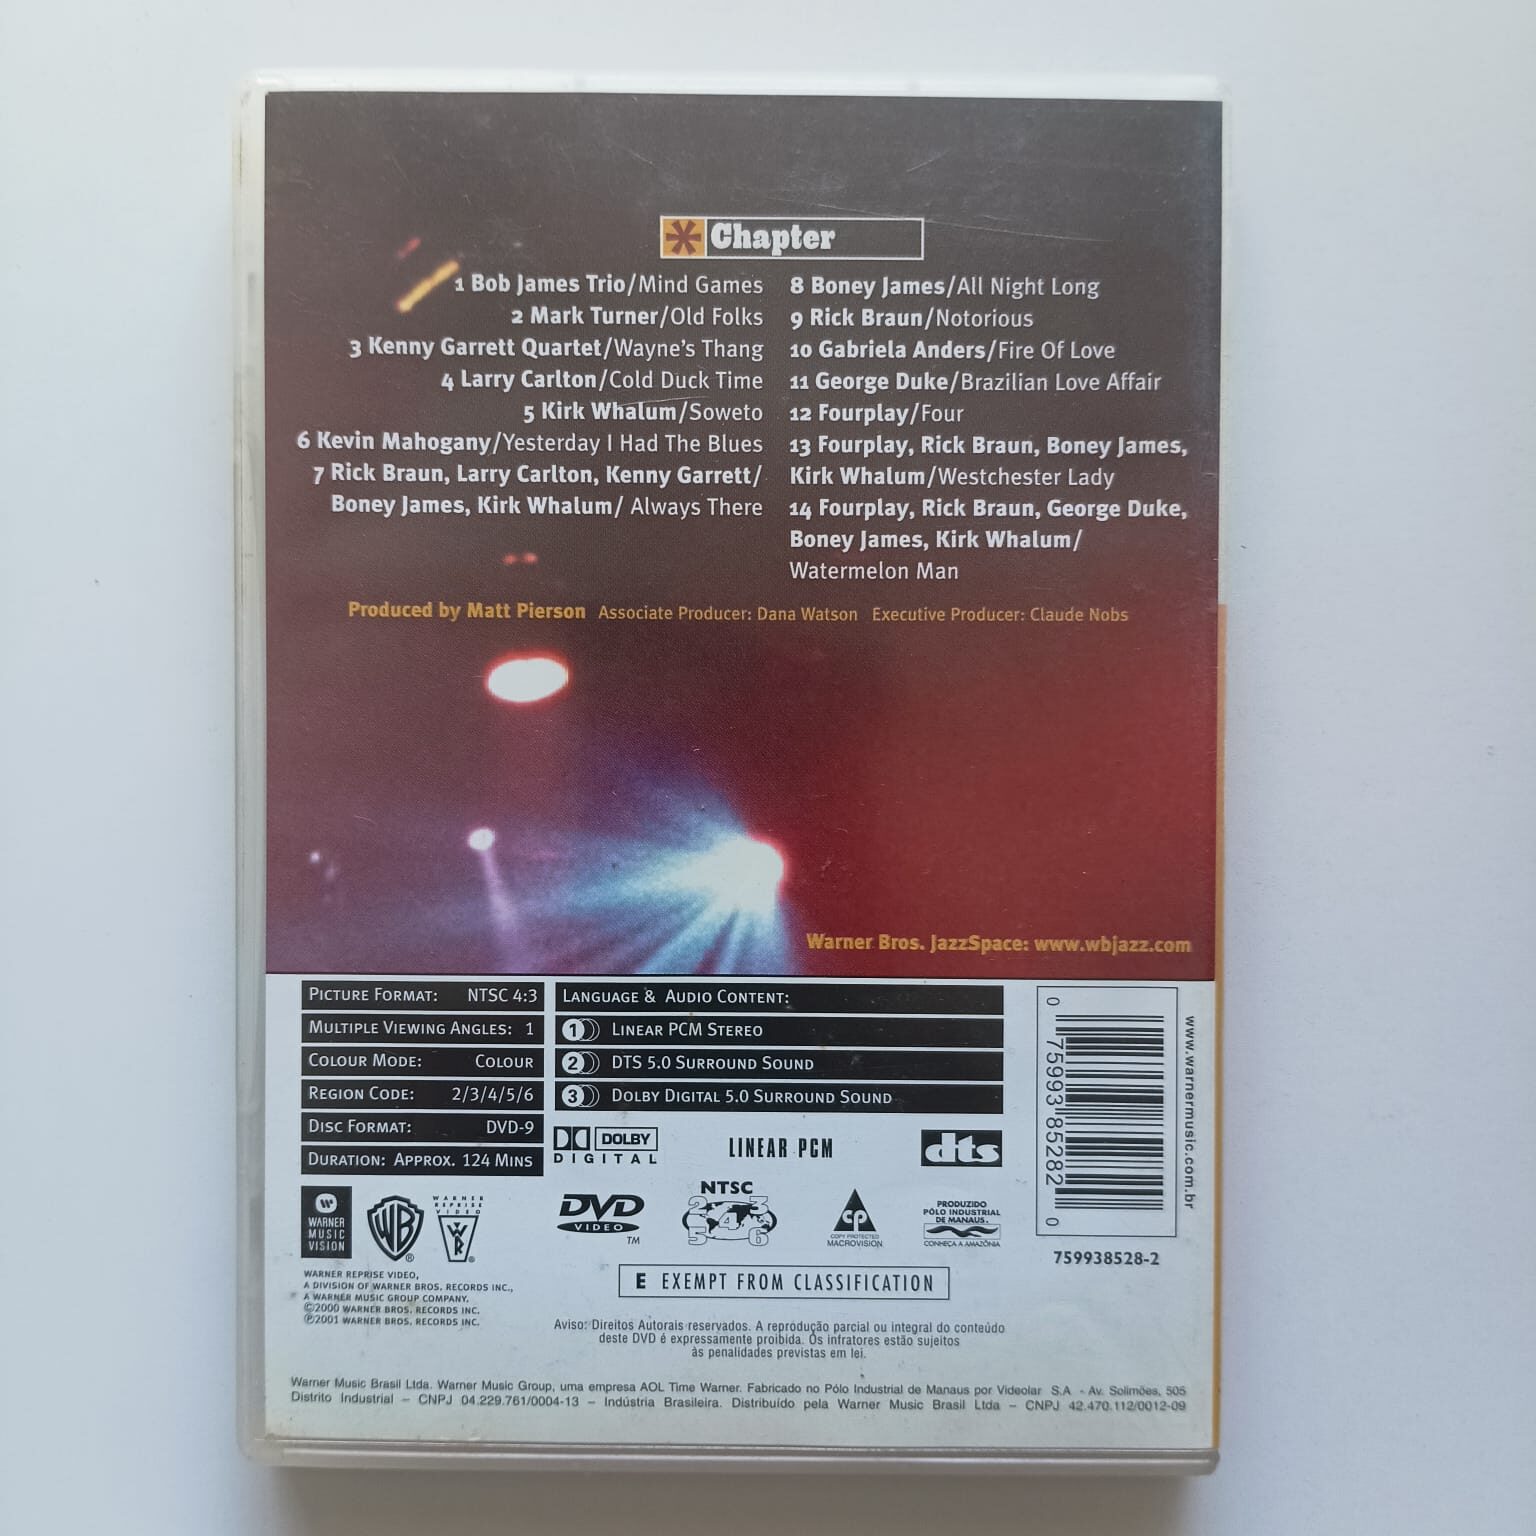 Chapter
1 Bob James Trio/Mind Games
2 Mark Turner/Old Folks
3 Kenny Garrett Quartet/Wayne's Thang
4 Larry Carlton/Cold Duck Time
5 Kirk Whalum/Soweto
6 Kevin Mahogany/Yesterday I Had The Blues
7 Rick Braun, Larry Carlton, Kenny Garrett/
Boney James, Kirk Whalum/ Always There
8 Boney James/All Night Long
9 Rick Braun/Notorious
10 Gabriela Anders/Fire Of Love
11 George Duke/Brazilian Love Affair
12 Fourplay/Four
13 Fourplay, Rick Braun, Boney James,
Kirk Whalum/Westchester Lady
14 Fourplay, Rick Braun, George Duke,
Boney James, Kirk Whalum/
Watermelon Man
Produced by Matt Pierson Associate Producer: Dana Watson Executive Producer: Claude Nobs
Warner Bros. JazzSpace: www.wbjazz.com
PICTURE FORMAT: NTSC 4:3
MULTIPLE VIEWING ANGLES: 1
COLOUR MODE: COLOUR
REGION CODE: 2/3/4/5/6
DISC FORMAT: DVD-9
DURATION: APPROX. 124 MINS
LANGUAGE & AUDIO CONTENT:
1 LINEAR PCM STEREO
2 DTS 5.0 SURROUND SOUND
3 DOLBY DIGITAL 5.0 SURROUND SOUND
DOLBY
DIGITAL
LINEAR PCM
dts
0 75993 85282 0
www.warnermusic.com.br
759938528-2
WARNER
MUSIC
VISION
WB
®
WARNER
REPRISE
VIDEO
W
R
®
DVD
VIDEO
TM
NTSC
2 3
4
5 6
CP
COPY PROTECTED
MACROVISION
PRODUZIDO
PÓLO INDUSTRIAL
DE MANAUS.
CONHEÇA A AMAZÔNIA
WARNER REPRISE VIDEO,
A DIVISION OF WARNER BROS. RECORDS INC.,
A WARNER MUSIC GROUP COMPANY.
©2000 WARNER BROS. RECORDS INC.
℗2001 WARNER BROS. RECORDS INC.
E EXEMPT FROM CLASSIFICATION
Aviso: Direitos Autorais reservados. A reprodução parcial ou integral do conteúdo
deste DVD é expressamente proibida. Os infratores estão sujeitos
às penalidades previstas em lei.
Warner Music Brasil Ltda. Warner Music Group, uma empresa AOL Time Warner. Fabricado no Pólo Industrial de Manaus por Videolar S.A - Av. Solimões, 505
Distrito Industrial – CNPJ 04.229.761/0004-13 – Indústria Brasileira. Distribuído pela Warner Music Brasil Ltda – CNPJ 42.470.112/0012-09